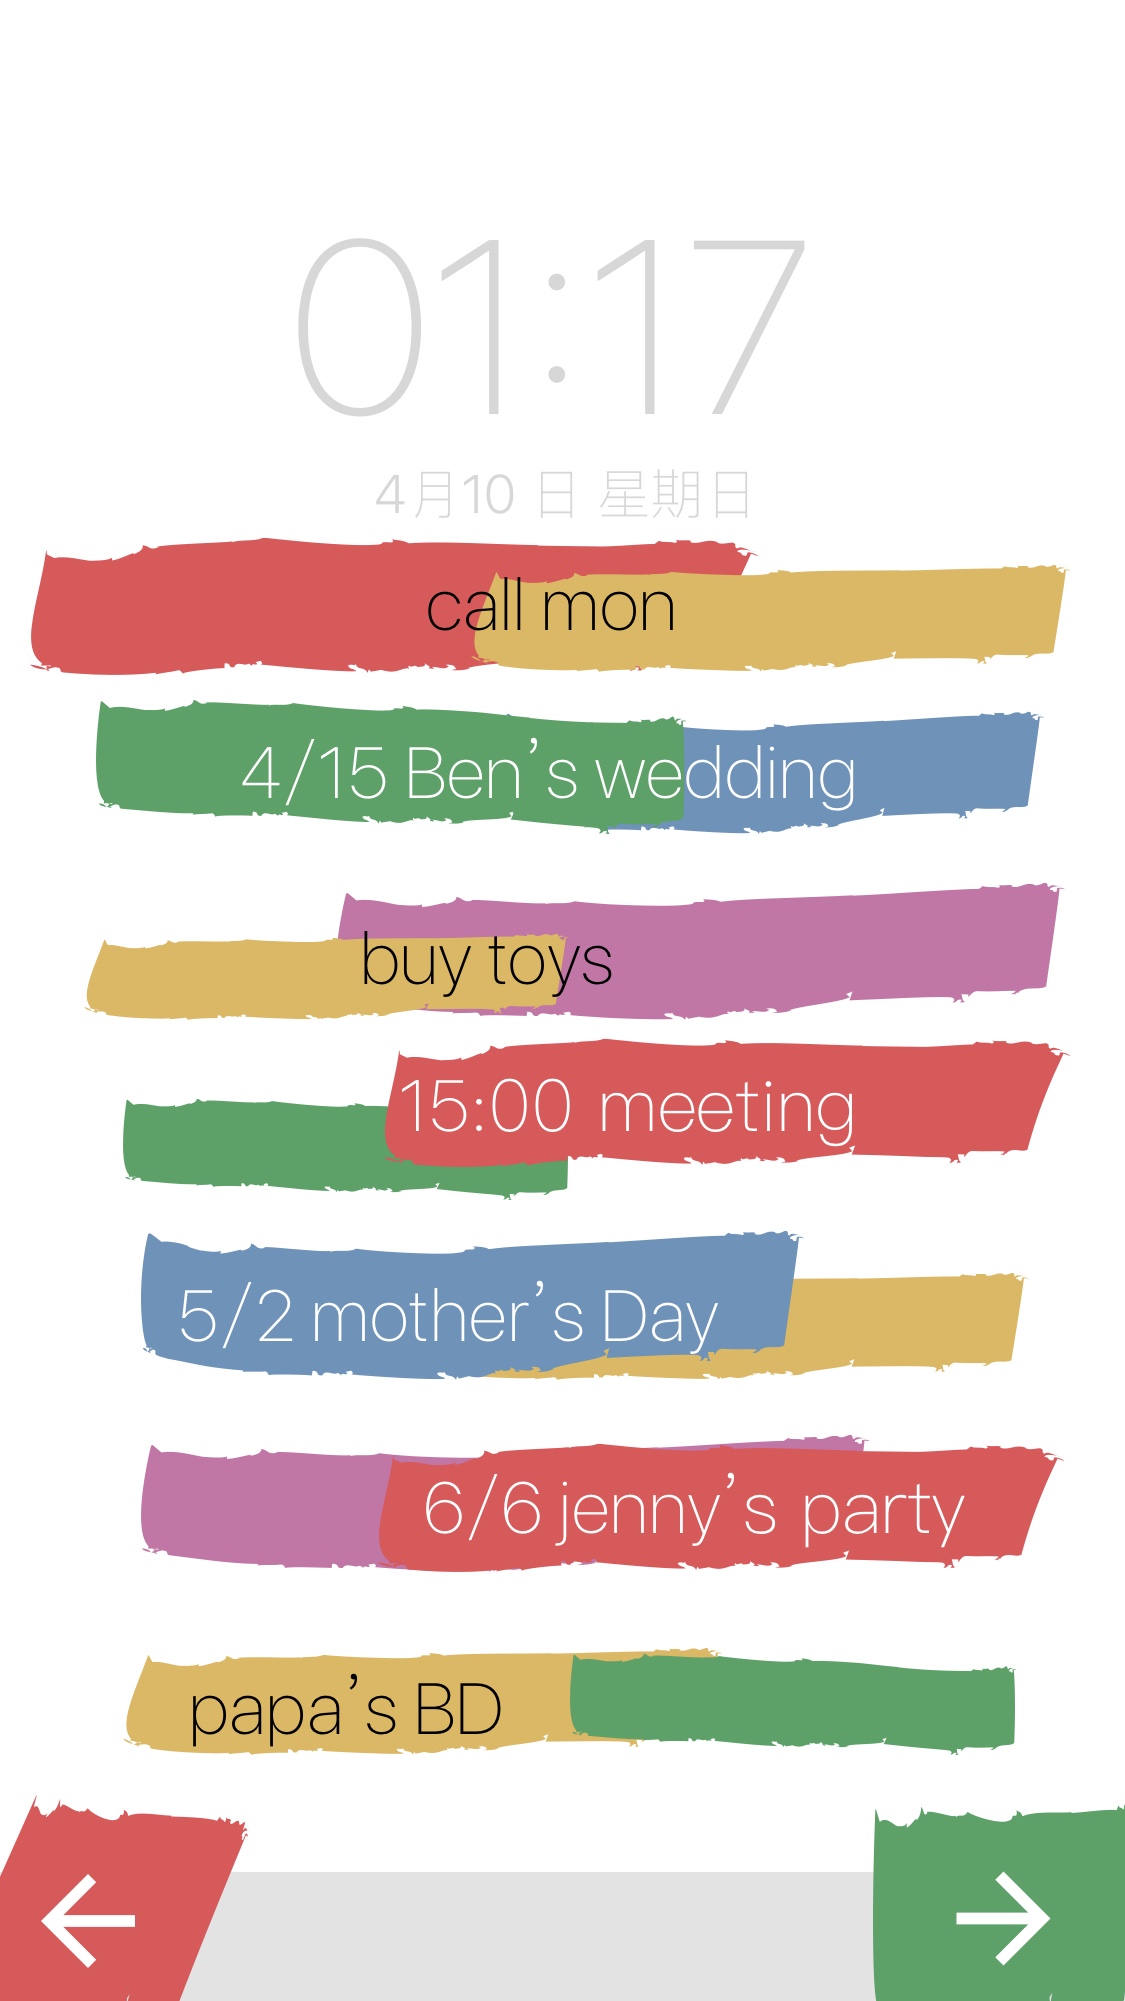 01:17
4月10 日 星期日
call mon
4/15 Ben’s wedding
buy toys
15:00 meeting
5/2 mother’s Day
6/6 jenny’s party
papa’s BD